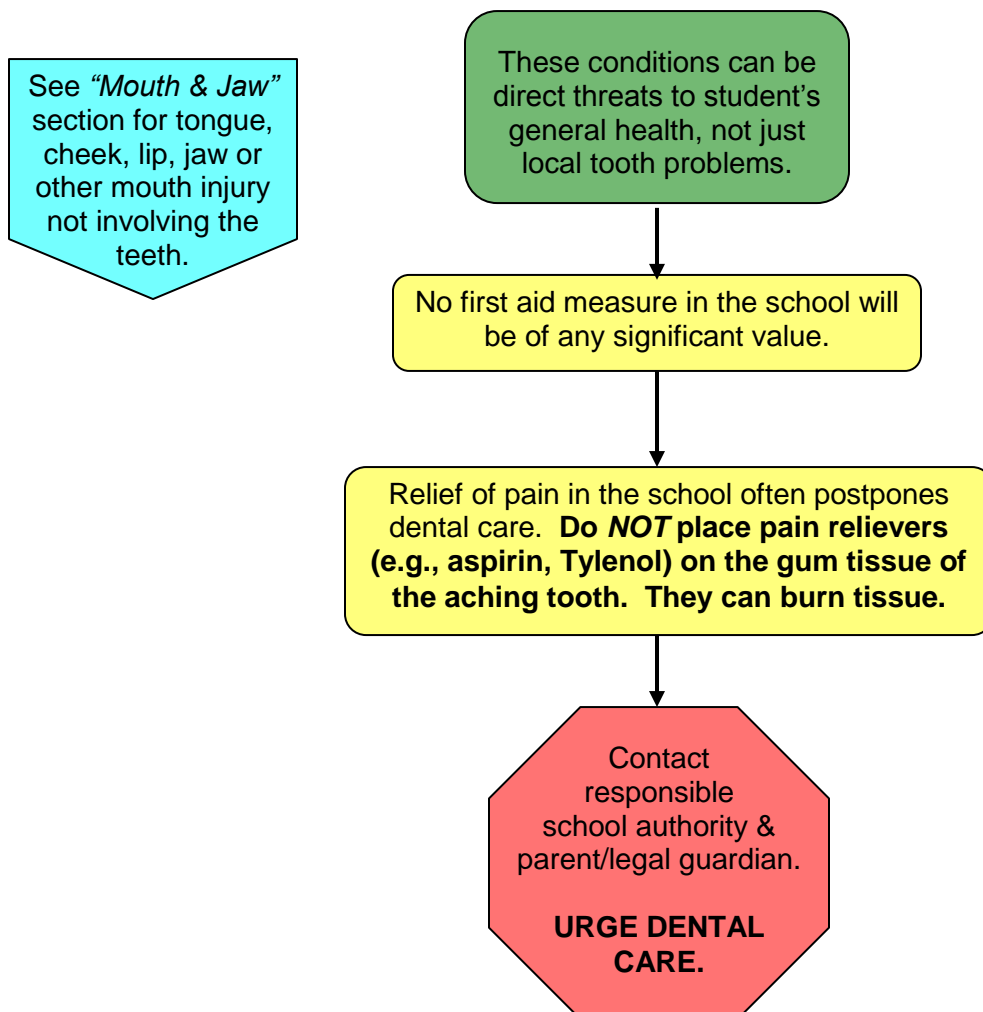 See “Mouth & Jaw”
section for tongue,
cheek, lip, jaw or
other mouth injury
not involving the
teeth.
These conditions can be
direct threats to student’s
general health, not just
local tooth problems.
No first aid measure in the school will
be of any significant value.
Relief of pain in the school often postpones
dental care.  Do NOT place pain relievers
(e.g., aspirin, Tylenol) on the gum tissue of
the aching tooth.  They can burn tissue.
Contact
responsible
school authority &
parent/legal guardian.
URGE DENTAL
CARE.